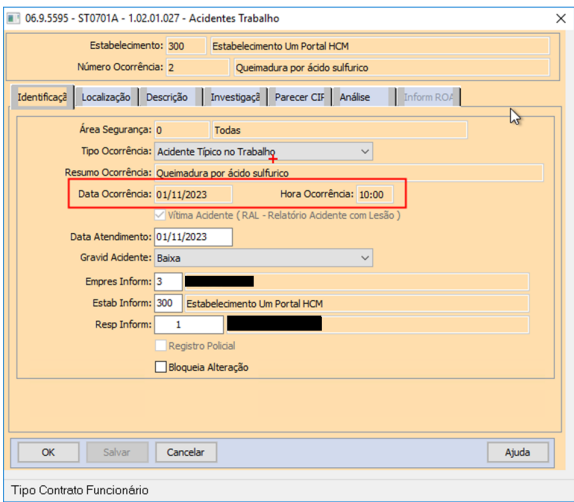 06.9.5595 - ST0701A - 1.02.01.027 - Acidentes Trabalho
Estabelecimento: 300 Estabelecimento Um Portal HCM
Número Ocorrência: 2 Queimadura por ácido sulfurico
Identificaçã Localização Descrição Investigaçã Parecer CIF Análise Inform ROA
Área Segurança: 0 Todas
Tipo Ocorrência: Acidente Típico no Trabalho
Resumo Ocorrência: Queimadura por ácido sulfurico
Data Ocorrência: 01/11/2023 Hora Ocorrência: 10:00
Vítima Acidente ( RAL - Relatório Acidente com Lesão )
Data Atendimento: 01/11/2023
Gravid Acidente: Baixa
Empres Inform: 3
Estab Inform: 300 Estabelecimento Um Portal HCM
Resp Inform: 1
Registro Policial
Bloqueia Alteração
OK Salvar Cancelar Ajuda
Tipo Contrato Funcionário